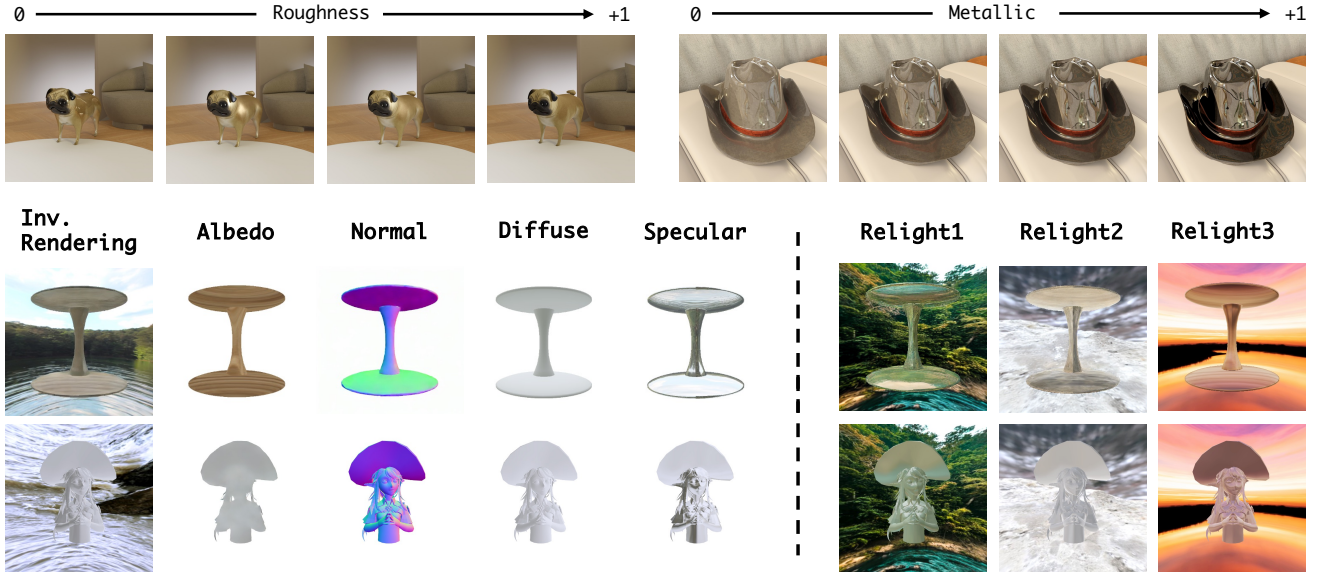 0 Roughness +1
0 Metallic +1
Inv.
Rendering
Albedo
Normal
Diffuse
Specular
Relight1
Relight2
Relight3